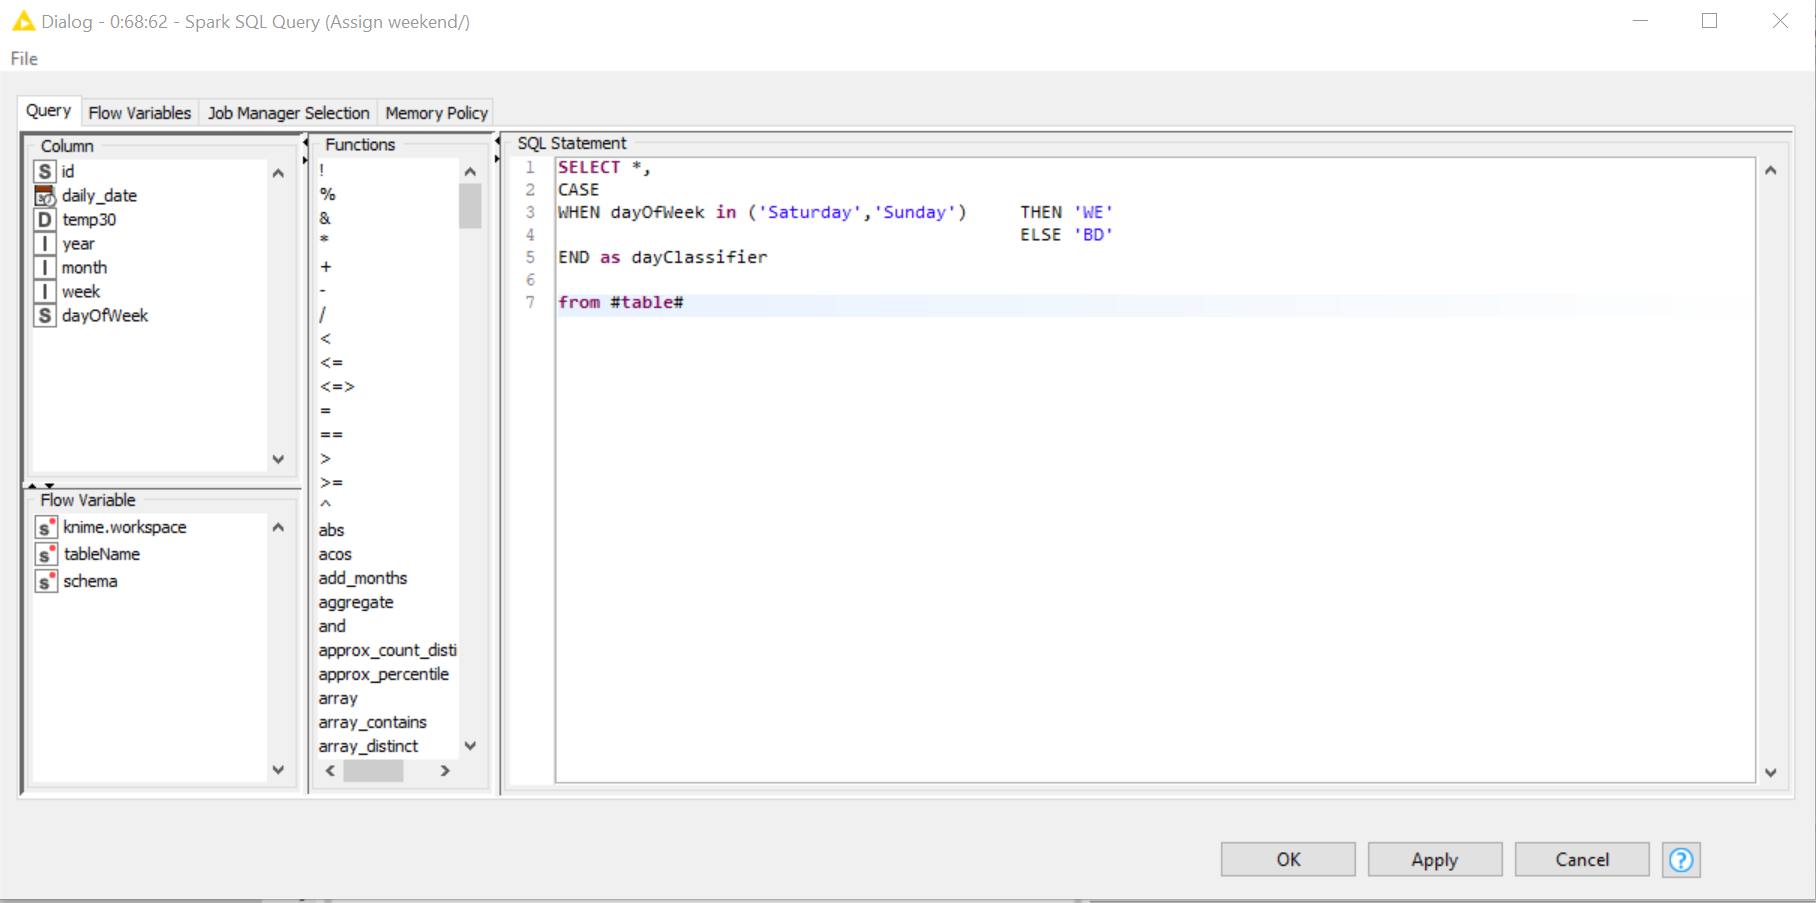 Dialog - 0:68:62 - Spark SQL Query (Assign weekend/)
File
Query Flow Variables Job Manager Selection Memory Policy
Column
S id
daily_date
D temp30
I year
I month
I week
S dayOfWeek
Flow Variable
s knime.workspace
s tableName
s schema
Functions
!
%
&
*
+
-
/
<
<=
<=>
=
==
>
>=
^
abs
acos
add_months
aggregate
and
approx_count_disti
approx_percentile
array
array_contains
array_distinct
SQL Statement
1 SELECT *,
2 CASE
3 WHEN dayOfWeek in ('Saturday','Sunday') THEN 'WE'
4 ELSE 'BD'
5 END as dayClassifier
6
7 from #table#
OK Apply Cancel ?